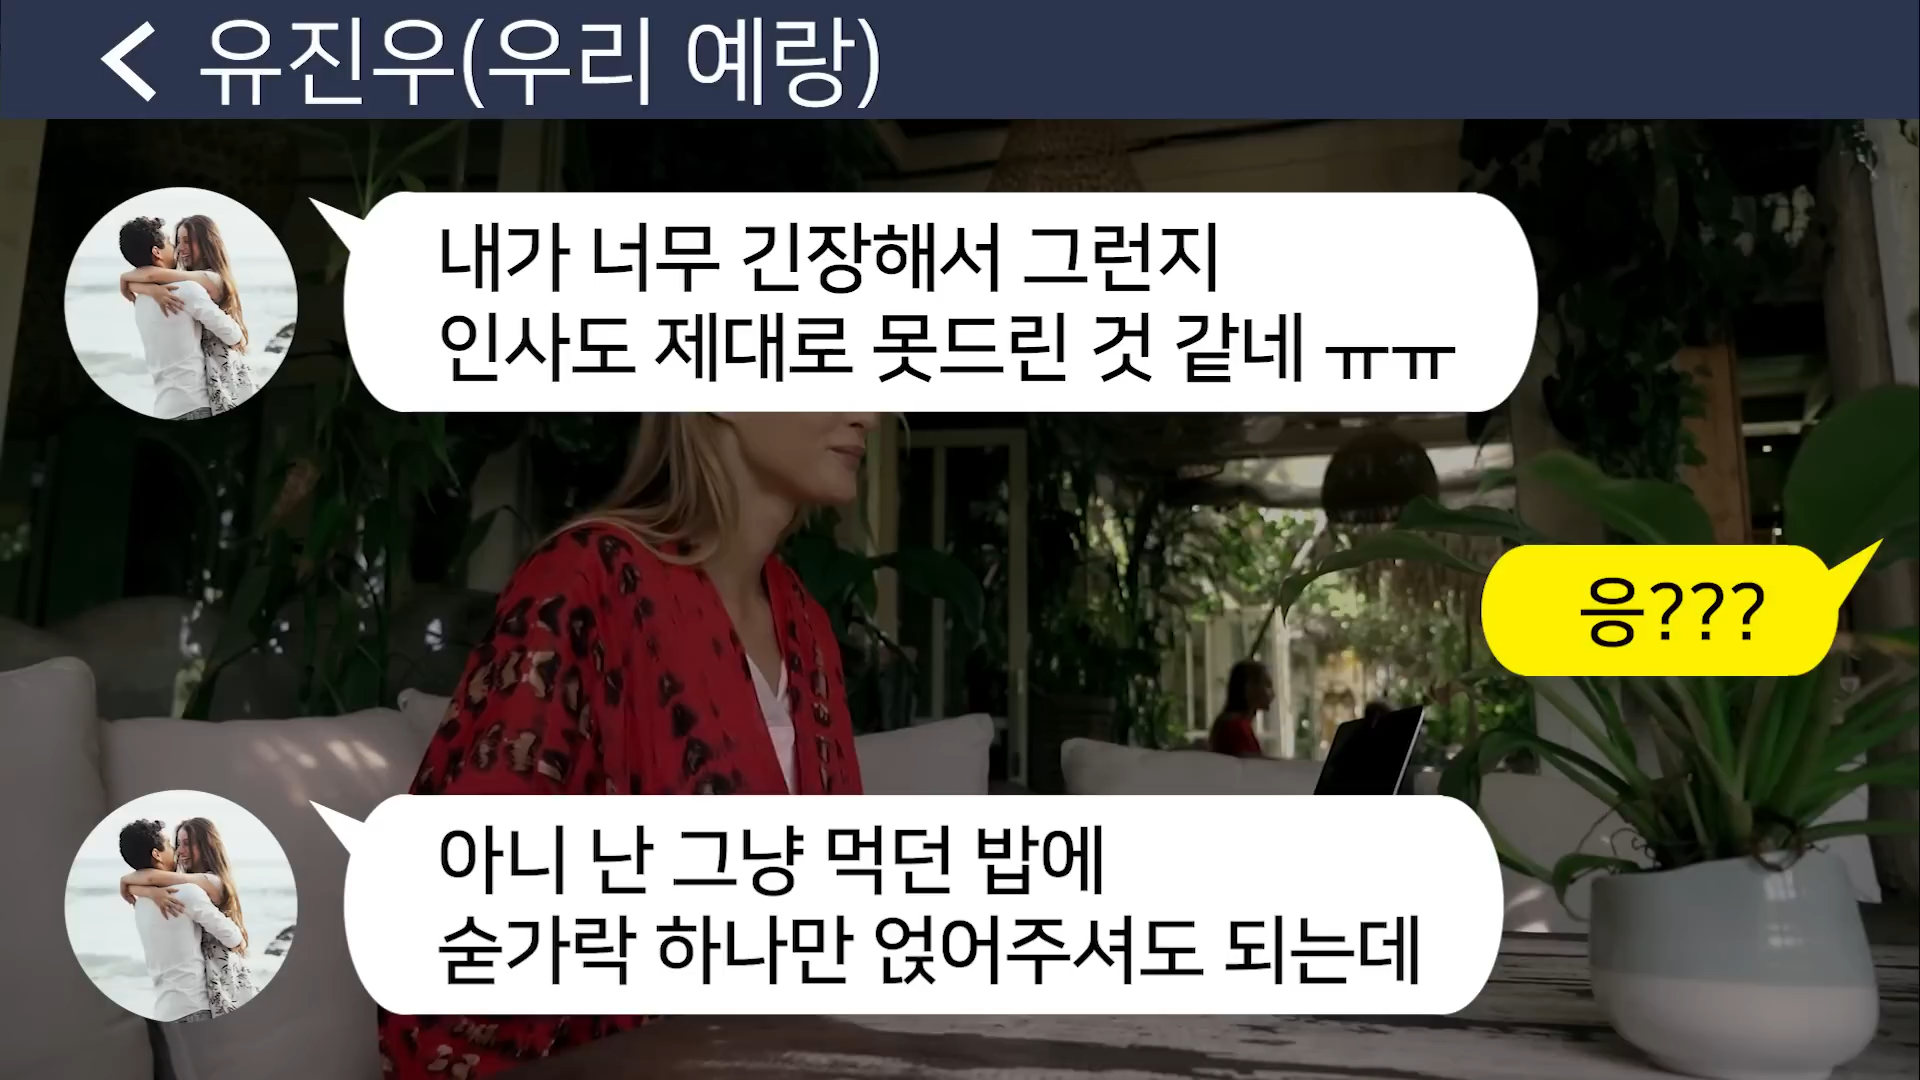 유진우(우리 예랑)
내가 너무 긴장해서 그런지
인사도 제대로 못드린 것 같네 ㅠㅠ
응???
아니 난 그냥 먹던 밥에
숟가락 하나만 얹어주셔도 되는데